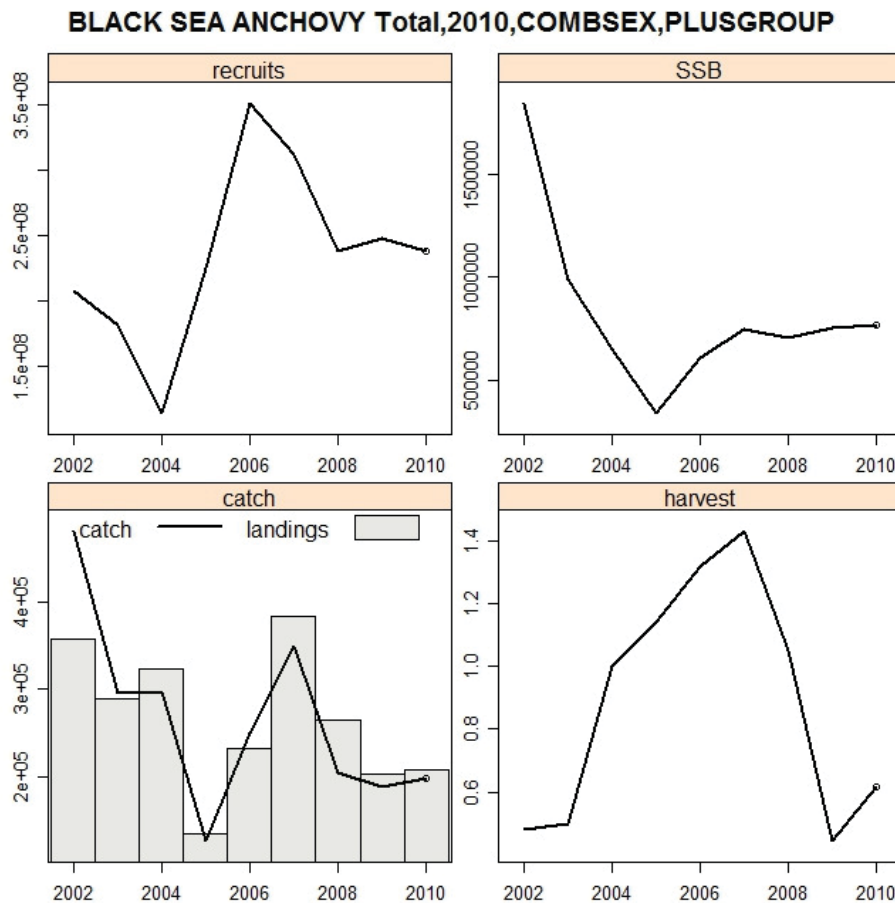 BLACK SEA ANCHOVY Total,2010,COMBSEX,PLUSGROUP
recruits
3.5e+08
2.5e+08
1.5e+08
2002 2004 2006 2008 2010
SSB
1500000
1000000
500000
2002 2004 2006 2008 2010
catch
catch landings
4e+05
3e+05
2e+05
2002 2004 2006 2008 2010
harvest
1.4
1.2
1.0
0.8
0.6
2002 2004 2006 2008 2010